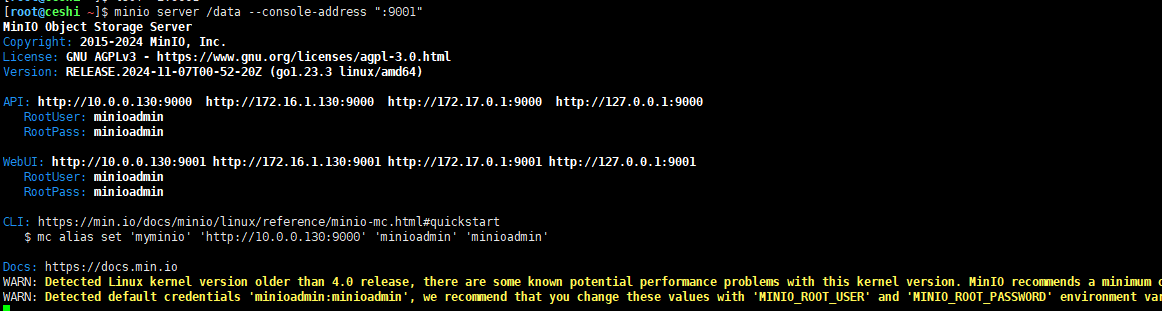 [root@ceshi ~]$ minio server /data --console-address ":9001"
MinIO Object Storage Server
Copyright: 2015-2024 MinIO, Inc.
License: GNU AGPLv3 - https://www.gnu.org/licenses/agpl-3.0.html
Version: RELEASE.2024-11-07T00-52-20Z (go1.23.3 linux/amd64)
API: http://10.0.0.130:9000  http://172.16.1.130:9000  http://172.17.0.1:9000  http://127.0.0.1:9000
   RootUser: minioadmin
   RootPass: minioadmin
WebUI: http://10.0.0.130:9001 http://172.16.1.130:9001 http://172.17.0.1:9001 http://127.0.0.1:9001
   RootUser: minioadmin
   RootPass: minioadmin
CLI: https://min.io/docs/minio/linux/reference/minio-mc.html#quickstart
   $ mc alias set 'myminio' 'http://10.0.0.130:9000' 'minioadmin' 'minioadmin'
Docs: https://docs.min.io
WARN: Detected Linux kernel version older than 4.0 release, there are some known potential performance problems with this kernel version. MinIO recommends a minimum
WARN: Detected default credentials 'minioadmin:minioadmin', we recommend that you change these values with 'MINIO_ROOT_USER' and 'MINIO_ROOT_PASSWORD' environment var